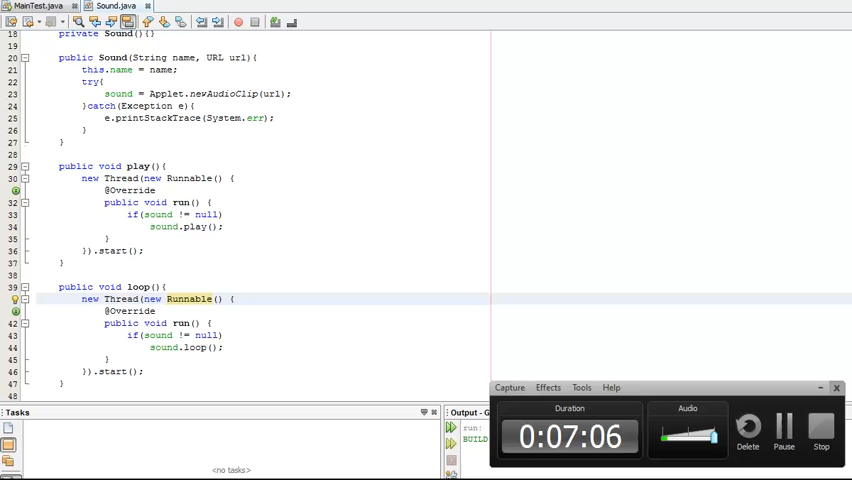 MainTest.java
Sound.java
18 private Sound(){}
19
20 public Sound(String name, URL url){
21 this.name = name;
22 try{
23 sound = Applet.newAudioClip(url);
24 }catch(Exception e){
25 e.printStackTrace(System.err);
26 }
27 }
28
29 public void play(){
30 new Thread(new Runnable() {
@Override
32 public void run() {
33 if(sound != null)
34 sound.play();
35 }
36 }).start();
37 }
38
39 public void loop(){
new Thread(new Runnable() {
@Override
42 public void run() {
43 if(sound != null)
44 sound.loop();
45 }
46 }).start();
47 }
48
Capture Effects Tools Help
Duration Audio
0:07:06
Delete Pause Stop
Tasks
Output - G
run:
BUILD
<no tasks>